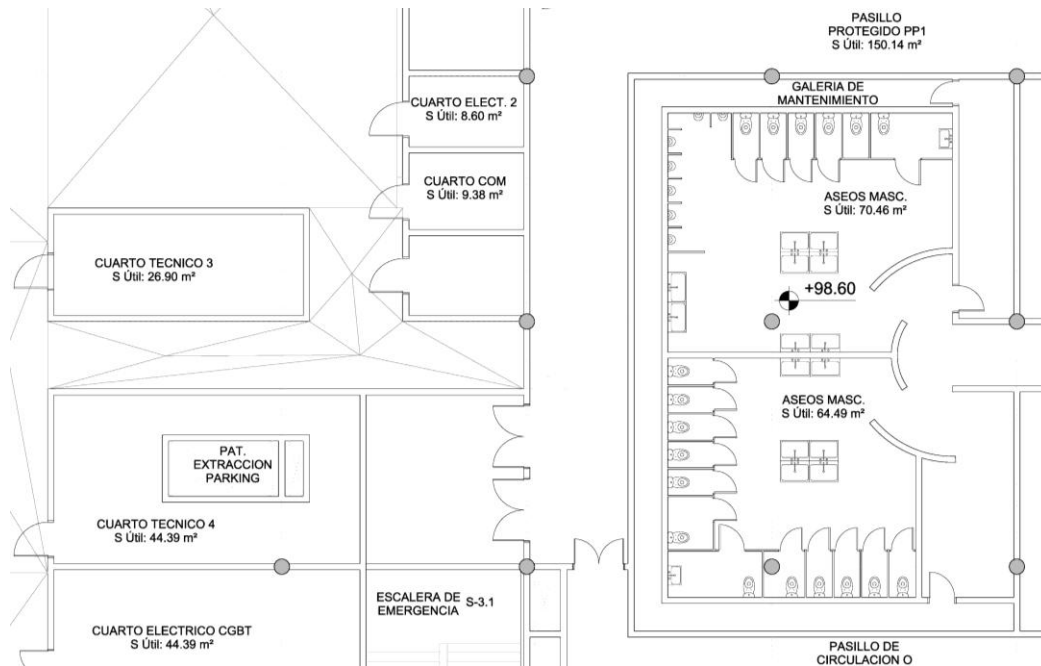 PASILLO
PROTEGIDO PP1
S Útil: 150.14 m²
GALERIA DE
MANTENIMIENTO
CUARTO ELECT. 2
S Útil: 8.60 m²
CUARTO COM
S Útil: 9.38 m²
ASEOS MASC.
S Útil: 70.46 m²
CUARTO TECNICO 3
S Útil: 26.90 m²
+98.60
ASEOS MASC.
S Útil: 64.49 m²
PAT.
EXTRACCION
PARKING
CUARTO TECNICO 4
S Útil: 44.39 m²
ESCALERA DE
EMERGENCIA
S-3.1
CUARTO ELECTRICO CGBT
S Útil: 44.39 m²
PASILLO DE
CIRCULACION O